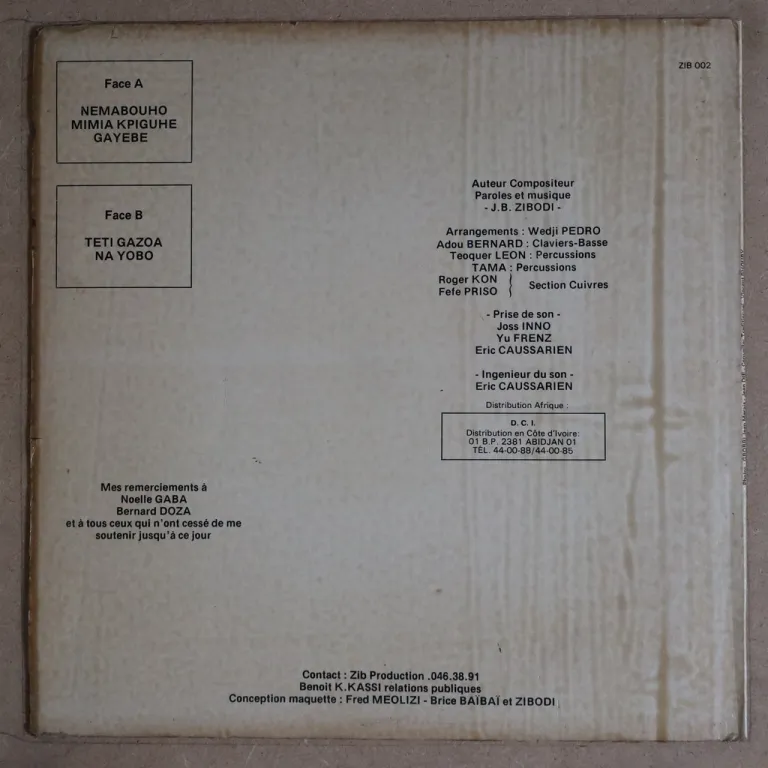 ZIB 002
Face A
NEMABOUHO
MIMIA KPIGUHE
GAYEBE
Face B
TETI GAZOA
NA YOBO
Auteur Compositeur
Paroles et musique
- J.B. ZIBODI -
Arrangements : Wedji PEDRO
Adou BERNARD : Claviers-Basse
Teoquer LEON : Percussions
TAMA : Percussions
Roger KON
Fefe PRISO
Section Cuivres
- Prise de son -
Joss INNO
Yu FRENZ
Eric CAUSSARIEN
- Ingenieur du son -
Eric CAUSSARIEN
Distribution Afrique :
D. C. I.
Distribution en Côte d'Ivoire:
01 B.P. 2381 ABIDJAN 01
TÉL. 44-00-88/44-00-85
Mes remerciements á
Noelle GABA
Bernard DOZA
et á tous ceux qui n'ont cessé de me
soutenir jusqu'á ce jour
Contact : Zib Production .046.38.91
Benoit K.KASSI relations publiques
Conception maquette : Fred MEOLIZI - Brice BAÏBAÏ et ZIBODI